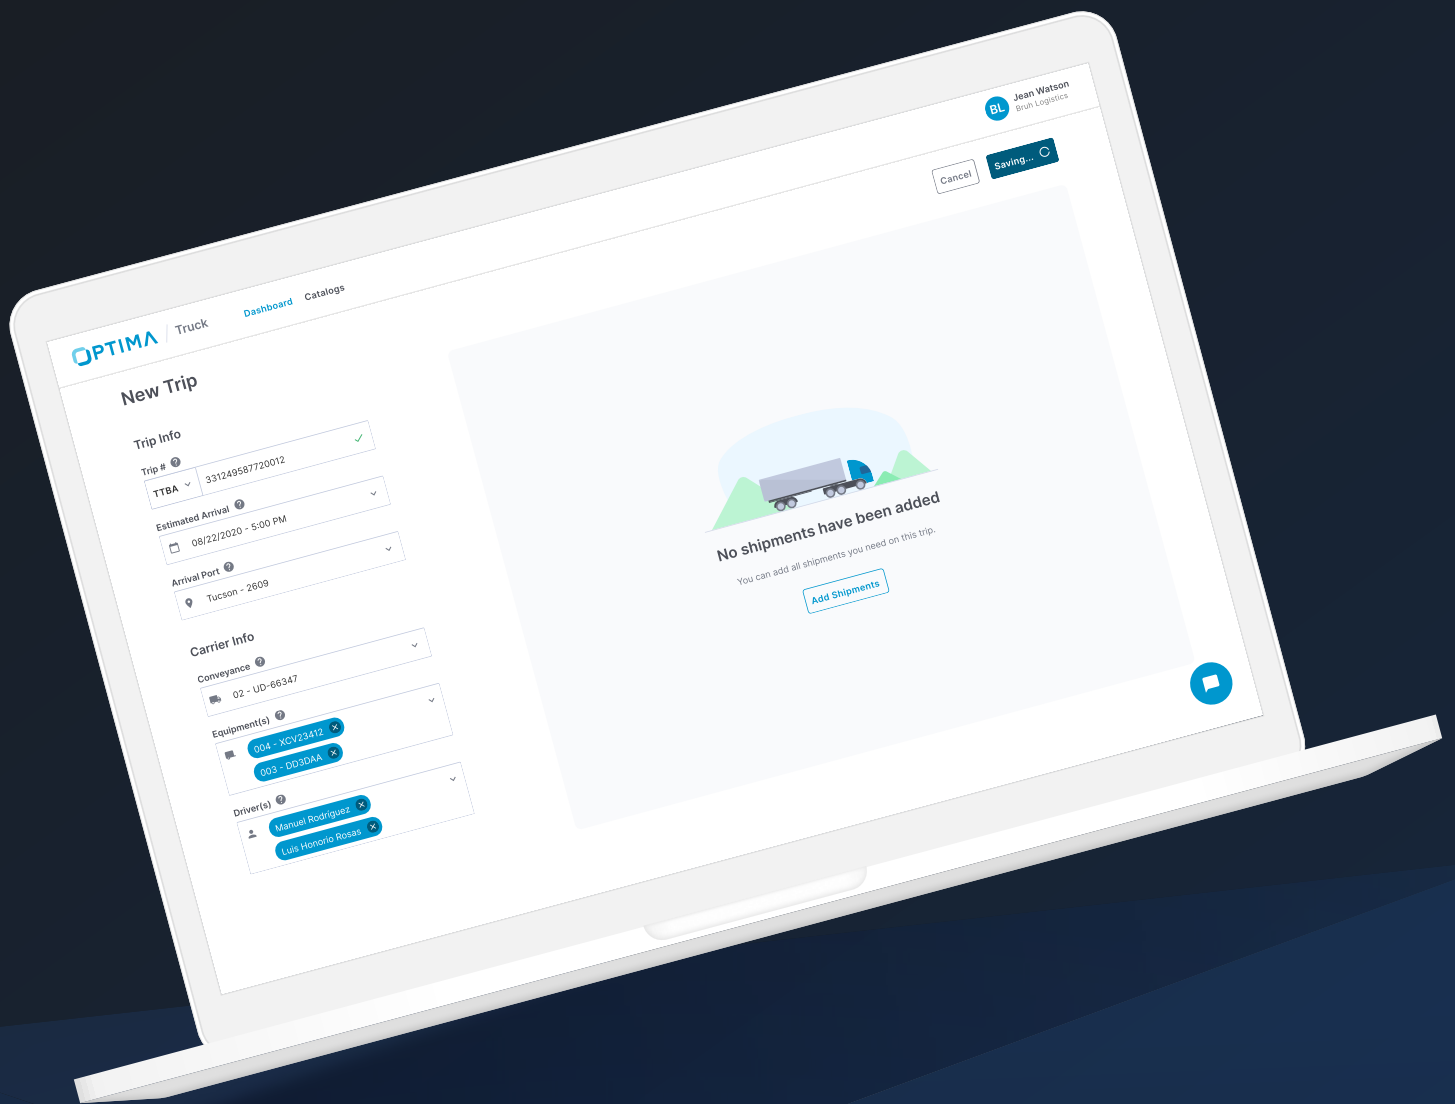 BL
Jean Watson
Bruh Logistics
OPTIMA
Truck
Dashboard
Catalogs
Cancel
Saving...
New Trip
Trip Info
Trip #
TTBA
331249587720012
Estimated Arrival
08/22/2020 - 5:00 PM
Arrival Port
Tucson - 2609
Carrier Info
Conveyance
02 - UD-66347
Equipment(s)
004 - XCV23412
003 - DD3DAA
Driver(s)
Manuel Rodríguez
Luis Honorio Rosas
No shipments have been added
You can add all shipments you need on this trip.
Add Shipments